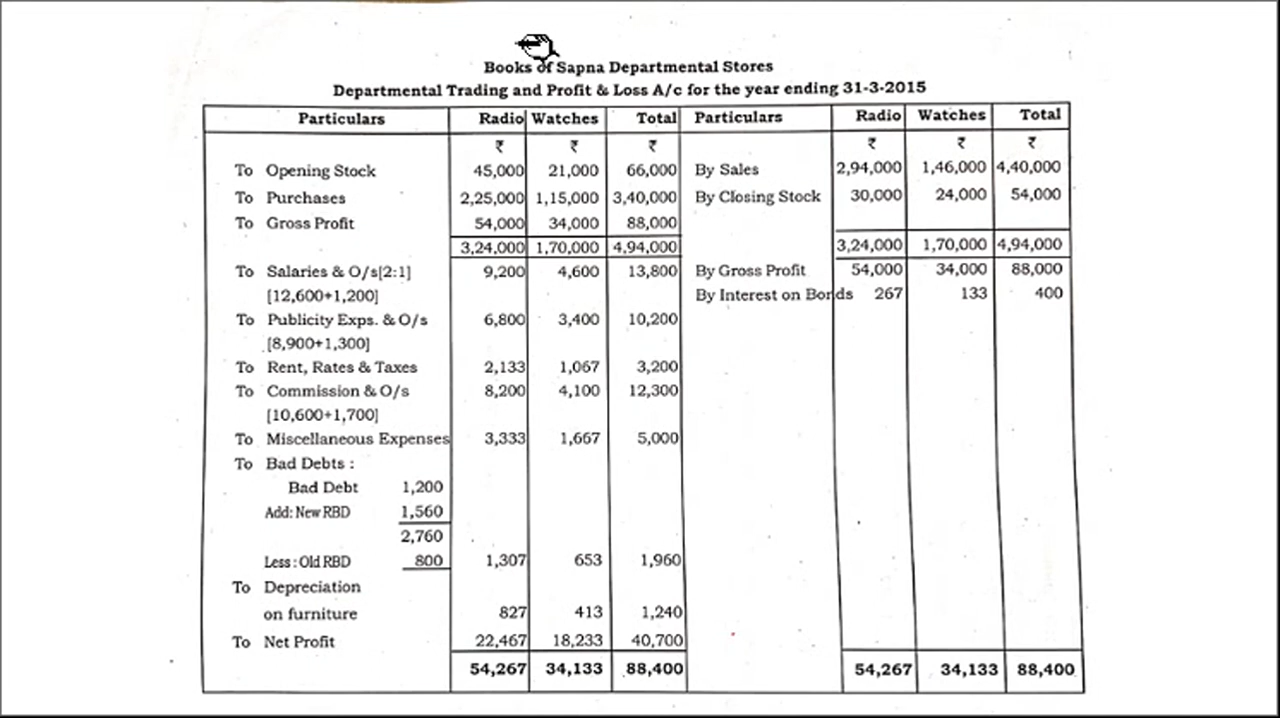 Books of Sapna Departmental Stores
Departmental Trading and Profit & Loss A/c for the year ending 31-3-2015
Particulars Radio Watches Total Particulars Radio Watches Total
₹ ₹ ₹ ₹ ₹ ₹
To Opening Stock 45,000 21,000 66,000 By Sales 2,94,000 1,46,000 4,40,000
To Purchases 2,25,000 1,15,000 3,40,000 By Closing Stock 30,000 24,000 54,000
To Gross Profit 54,000 34,000 88,000
3,24,000 1,70,000 4,94,000 3,24,000 1,70,000 4,94,000
To Salaries & O/s[2:1] 9,200 4,600 13,800 By Gross Profit 54,000 34,000 88,000
[12,600+1,200] By Interest on Bonds 267 133 400
To Publicity Exps. & O/s 6,800 3,400 10,200
[8,900+1,300]
To Rent, Rates & Taxes 2,133 1,067 3,200
To Commission & O/s 8,200 4,100 12,300
[10,600+1,700]
To Miscellaneous Expenses 3,333 1,667 5,000
To Bad Debts :
Bad Debt 1,200
Add: New RBD 1,560
2,760
Less : Old RBD 800 1,307 653 1,960
To Depreciation
on furniture 827 413 1,240
To Net Profit 22,467 18,233 40,700
54,267 34,133 88,400 54,267 34,133 88,400